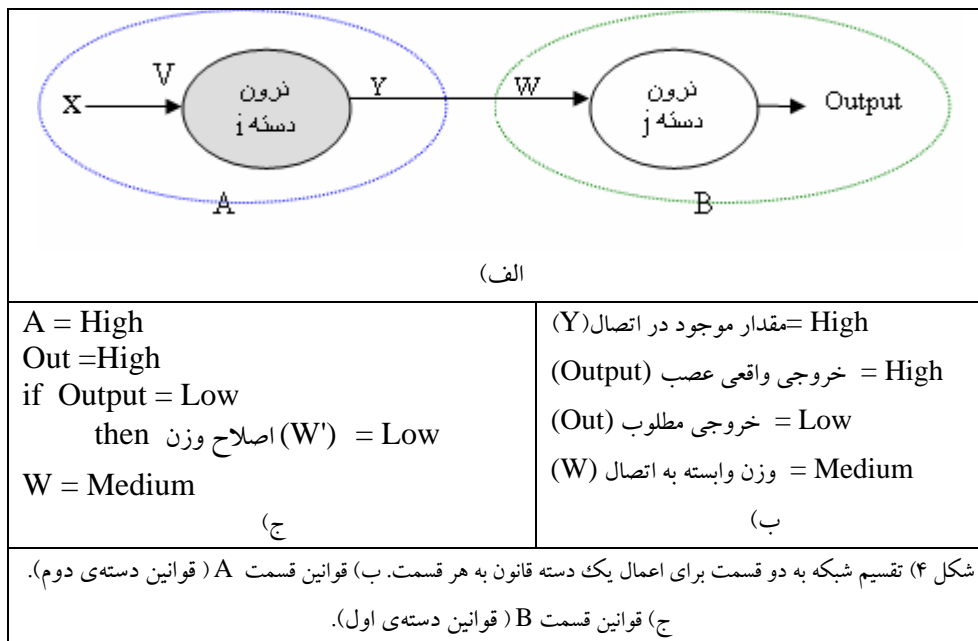 X
V
نرون
دسته i
Y
W
نرون
دسته j
Output
A
B
الف)
High =مقدار موجود در اتصال(Y)
High = خروجی واقعی عصب (Output)
Low = خروجی مطلوب (Out)
Medium = وزن وابسته به اتصال (W)
ب)
A = High
Out =High
if Output = Low
then اصلاح وزن (W') = Low
W = Medium
ج)
شکل ۴) تقسیم شبکه به دو قسمت برای اعمال یک دسته قانون به هر قسمت. ب) قوانین قسمت A ( قوانین دسته‌ی دوم).
ج) قوانین قسمت B ( قوانین دسته‌ی اول).